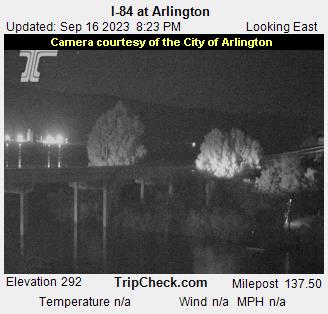 I-84 at Arlington
Updated: Sep 16 2023 8:23 PM Looking East
Camera courtesy of the City of Arlington
Elevation 292 TripCheck.com Milepost 137.50
Temperature n/a Wind n/a MPH n/a